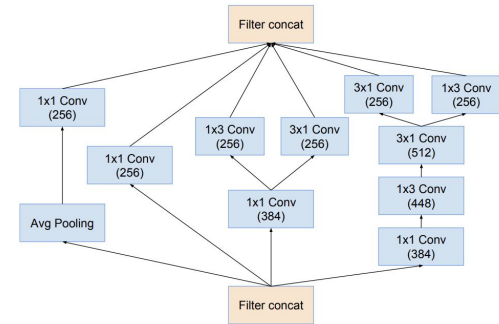 Filter concat
1x1 Conv
(256)
3x1 Conv
(256)
1x3 Conv
(256)
1x1 Conv
(256)
1x3 Conv
(256)
3x1 Conv
(256)
3x1 Conv
(512)
1x3 Conv
(448)
1x1 Conv
(384)
Avg Pooling
1x1 Conv
(384)
Filter concat